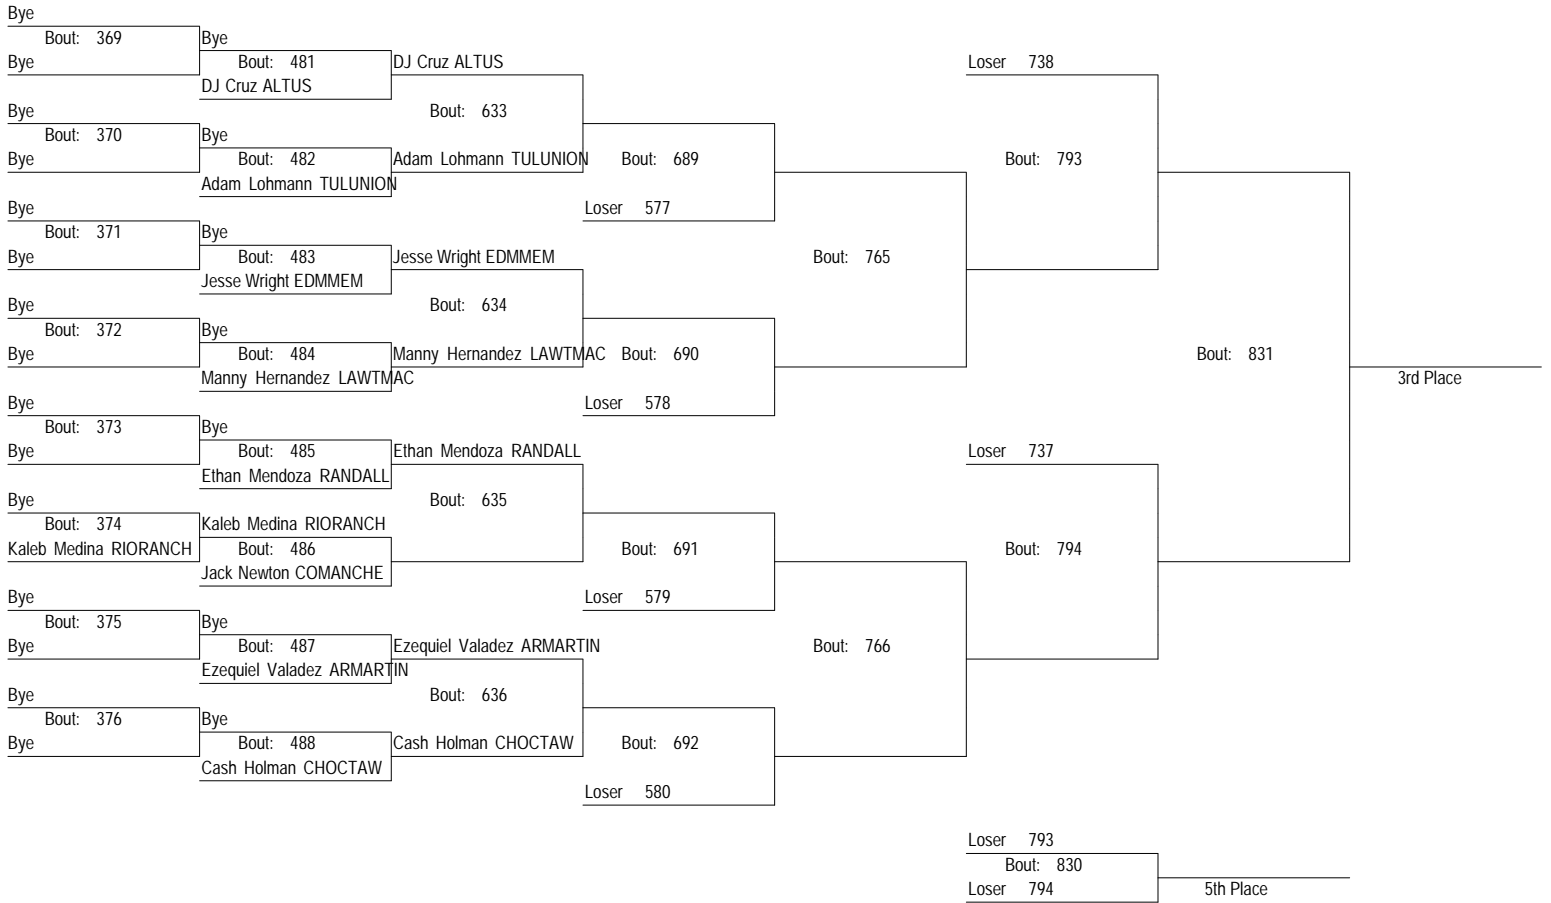 Bye
Bout: 369
Bye
Bye
Bout: 481
DJ Cruz ALTUS
DJ Cruz ALTUS
Bout: 633
Bye
Bout: 370
Bye
Bye
Bout: 482
Adam Lohmann TULUNION
Adam Lohmann TULUNION
Bout: 689
Loser 577
Bye
Bout: 371
Bye
Bye
Bout: 483
Jesse Wright EDMMEM
Jesse Wright EDMMEM
Bout: 634
Bout: 765
Bye
Bout: 372
Bye
Bye
Bout: 484
Manny Hernandez LAWTMAC
Manny Hernandez LAWTMAC
Bout: 690
Loser 578
Loser 738
Bout: 793
Bout: 831
3rd Place
Bye
Bout: 373
Bye
Bye
Bout: 485
Ethan Mendoza RANDALL
Ethan Mendoza RANDALL
Bout: 635
Bye
Bout: 374
Kaleb Medina RIORANCH
Kaleb Medina RIORANCH
Bout: 486
Jack Newton COMANCHE
Bout: 691
Loser 579
Loser 737
Bout: 794
Bye
Bout: 375
Bye
Bye
Bout: 487
Ezequiel Valadez ARMARTIN
Ezequiel Valadez ARMARTIN
Bout: 636
Bout: 766
Bye
Bout: 376
Bye
Bye
Bout: 488
Cash Holman CHOCTAW
Cash Holman CHOCTAW
Bout: 692
Loser 580
Loser 793
Bout: 830
Loser 794
5th Place